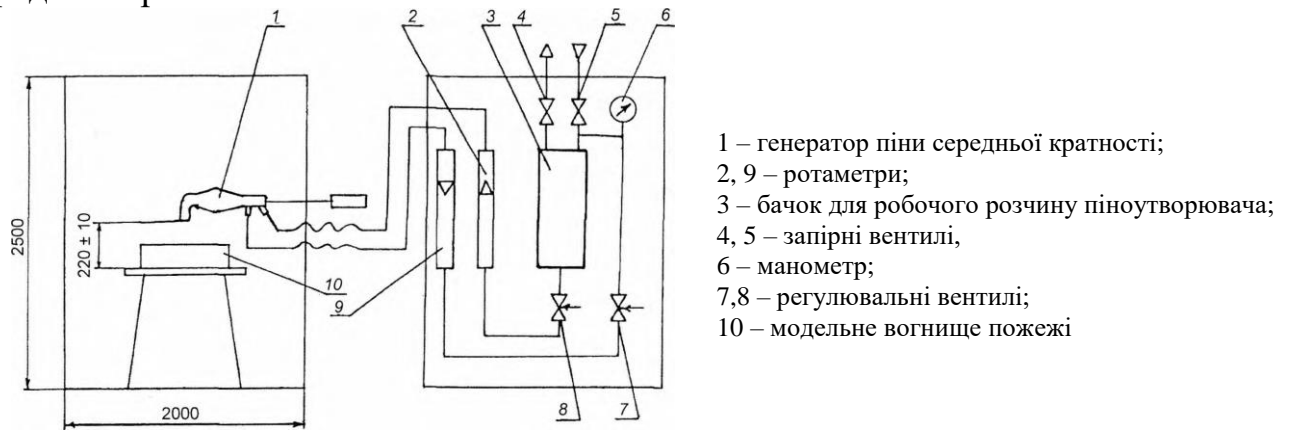 1
2
3
4
5
6
2500
220 ± 10
10
9
2000
8
7
1 – генератор піни середньої кратності;
2, 9 – ротаметри;
3 – бачок для робочого розчину піноутворювача;
4, 5 – запірні вентилі,
6 – манометр;
7,8 – регулювальні вентилі;
10 – модельне вогнище пожежі